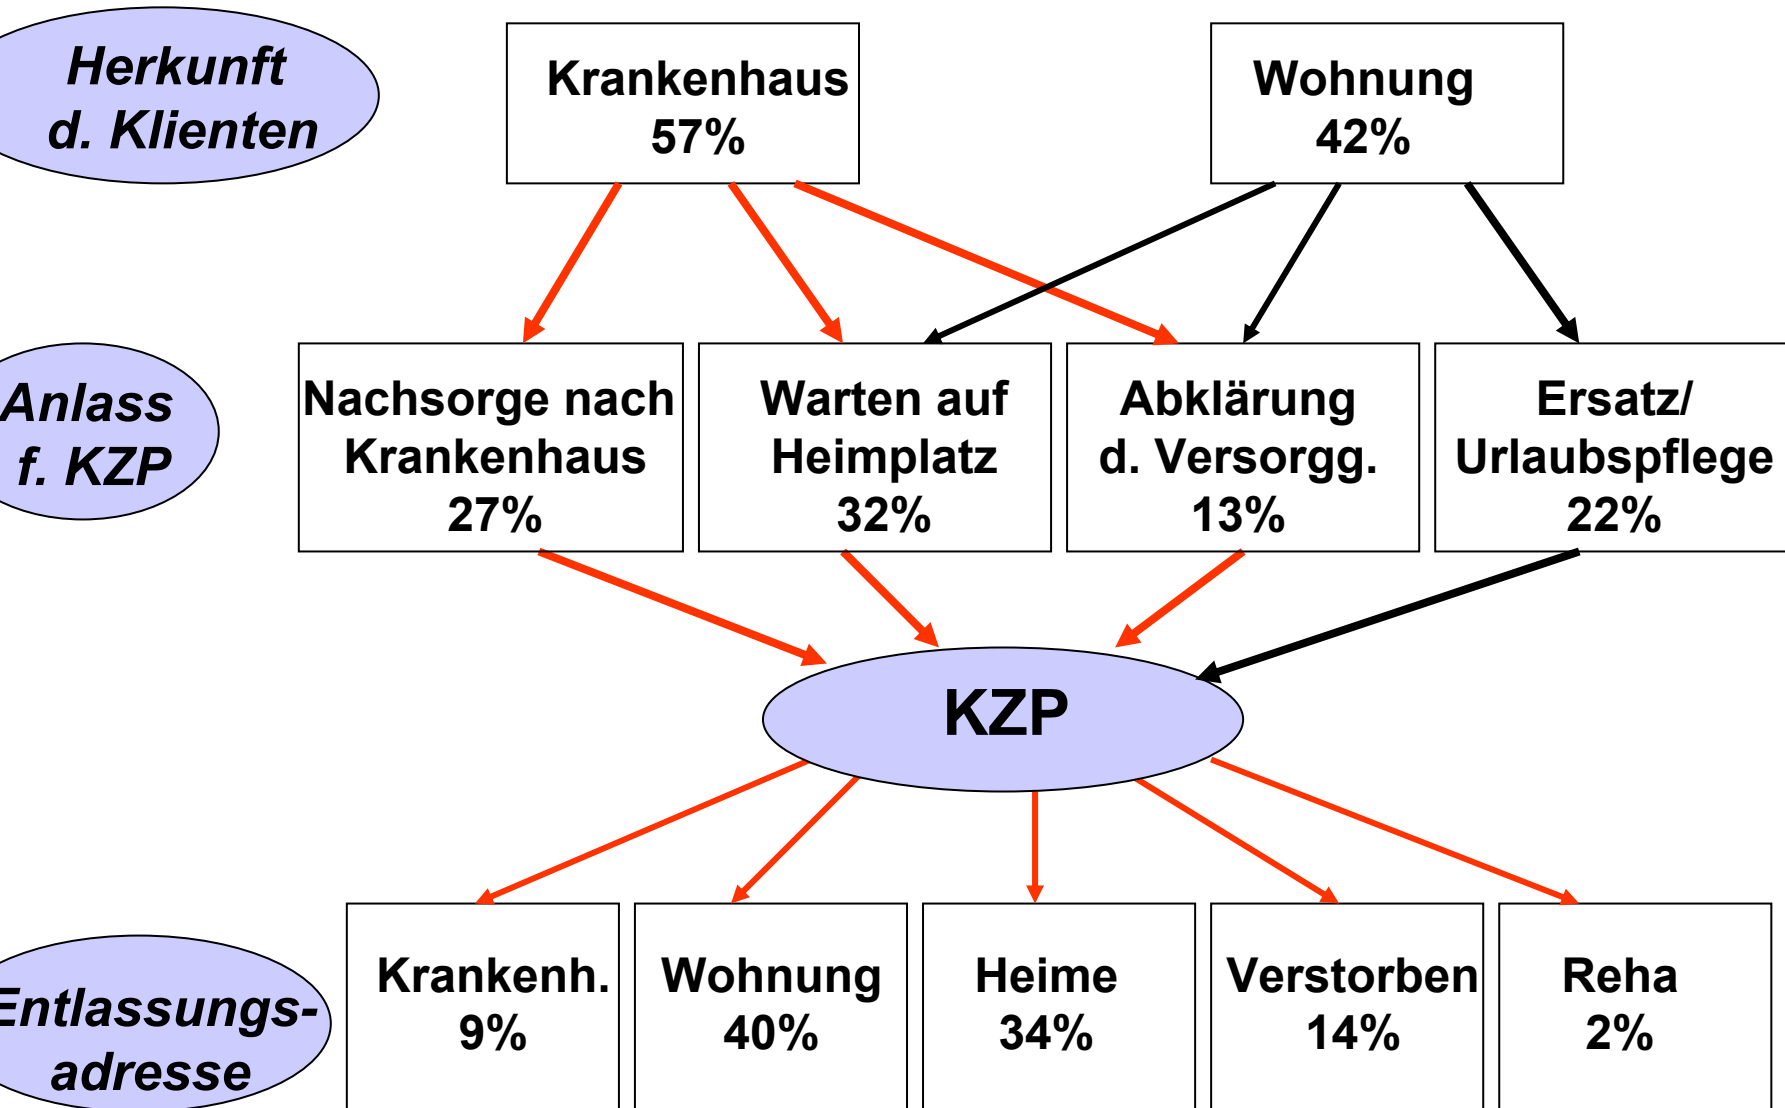 Herkunft
d. Klienten
Krankenhaus
57%
Wohnung
42%
Anlass
f. KZP
Nachsorge nach
Krankenhaus
27%
Warten auf
Heimplatz
32%
Abklärung
d. Versorgg.
13%
Ersatz/
Urlaubspflege
22%
KZP
Entlassungs-
adresse
Krankenh.
9%
Wohnung
40%
Heime
34%
Verstorben
14%
Reha
2%